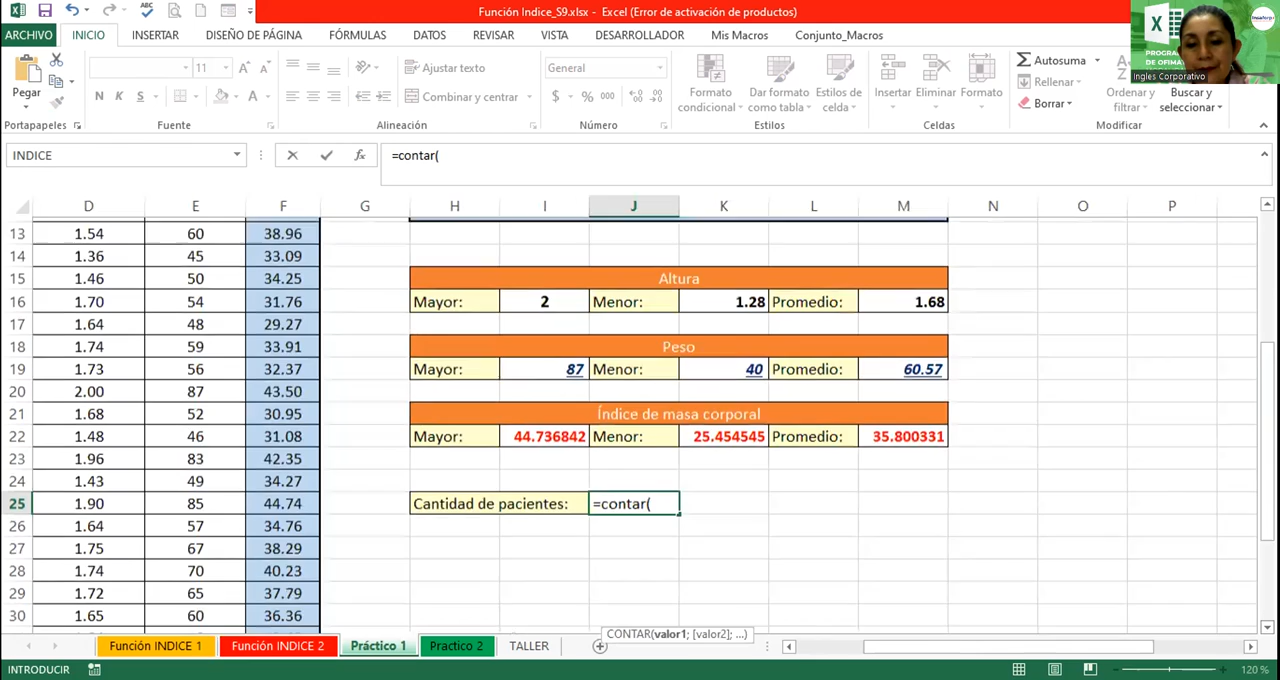 Función Indice_S9.xlsx - Excel (Error de activación de productos)
ARCHIVO INICIO INSERTAR DISEÑO DE PÁGINA FÓRMULAS DATOS REVISAR VISTA DESARROLLADOR Mis Macros Conjunto_Macros
Pegar
11
N K S
A
Ajustar texto
Combinar y centrar
General
$ % 000
Formato condicional
Dar formato como tabla
Estilos de celda
Insertar Eliminar Formato
Autosuma
Rellenar
Borrar
Ordenar y filtrar
Buscar y seleccionar
Portapapeles Fuente Alineación Número Estilos Celdas Modificar
PROGRA
DE OFIMA
Ingles Corporativo
INDICE fx =contar(
D E F G H I J K L M N O P
13 1.54 60 38.96
14 1.36 45 33.09
15 1.46 50 34.25 Altura
16 1.70 54 31.76 Mayor: 2 Menor: 1.28 Promedio: 1.68
17 1.64 48 29.27
18 1.74 59 33.91 Peso
19 1.73 56 32.37 Mayor: 87 Menor: 40 Promedio: 60.57
20 2.00 87 43.50
21 1.68 52 30.95 Índice de masa corporal
22 1.48 46 31.08 Mayor: 44.736842 Menor: 25.454545 Promedio: 35.800331
23 1.96 83 42.35
24 1.43 49 34.27
25 1.90 85 44.74 Cantidad de pacientes: =contar(
26 1.64 57 34.76
27 1.75 67 38.29
28 1.74 70 40.23
29 1.72 65 37.79
30 1.65 60 36.36
CONTAR(valor1; [valor2]; ...)
Función INDICE 1 Función INDICE 2 Práctico 1 Practico 2 TALLER
INTRODUCIR 120 %